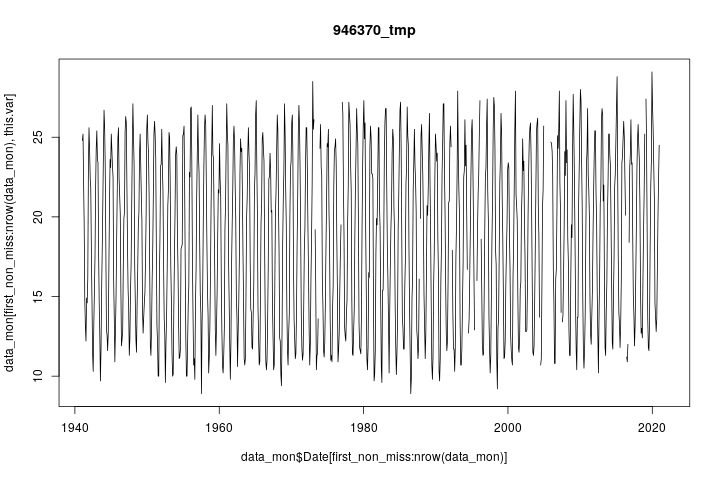 946370_tmp
data_mon[first_non_miss:nrow(data_mon), this.var]
25
20
15
10
1940 1960 1980 2000 2020
data_mon$Date[first_non_miss:nrow(data_mon)]